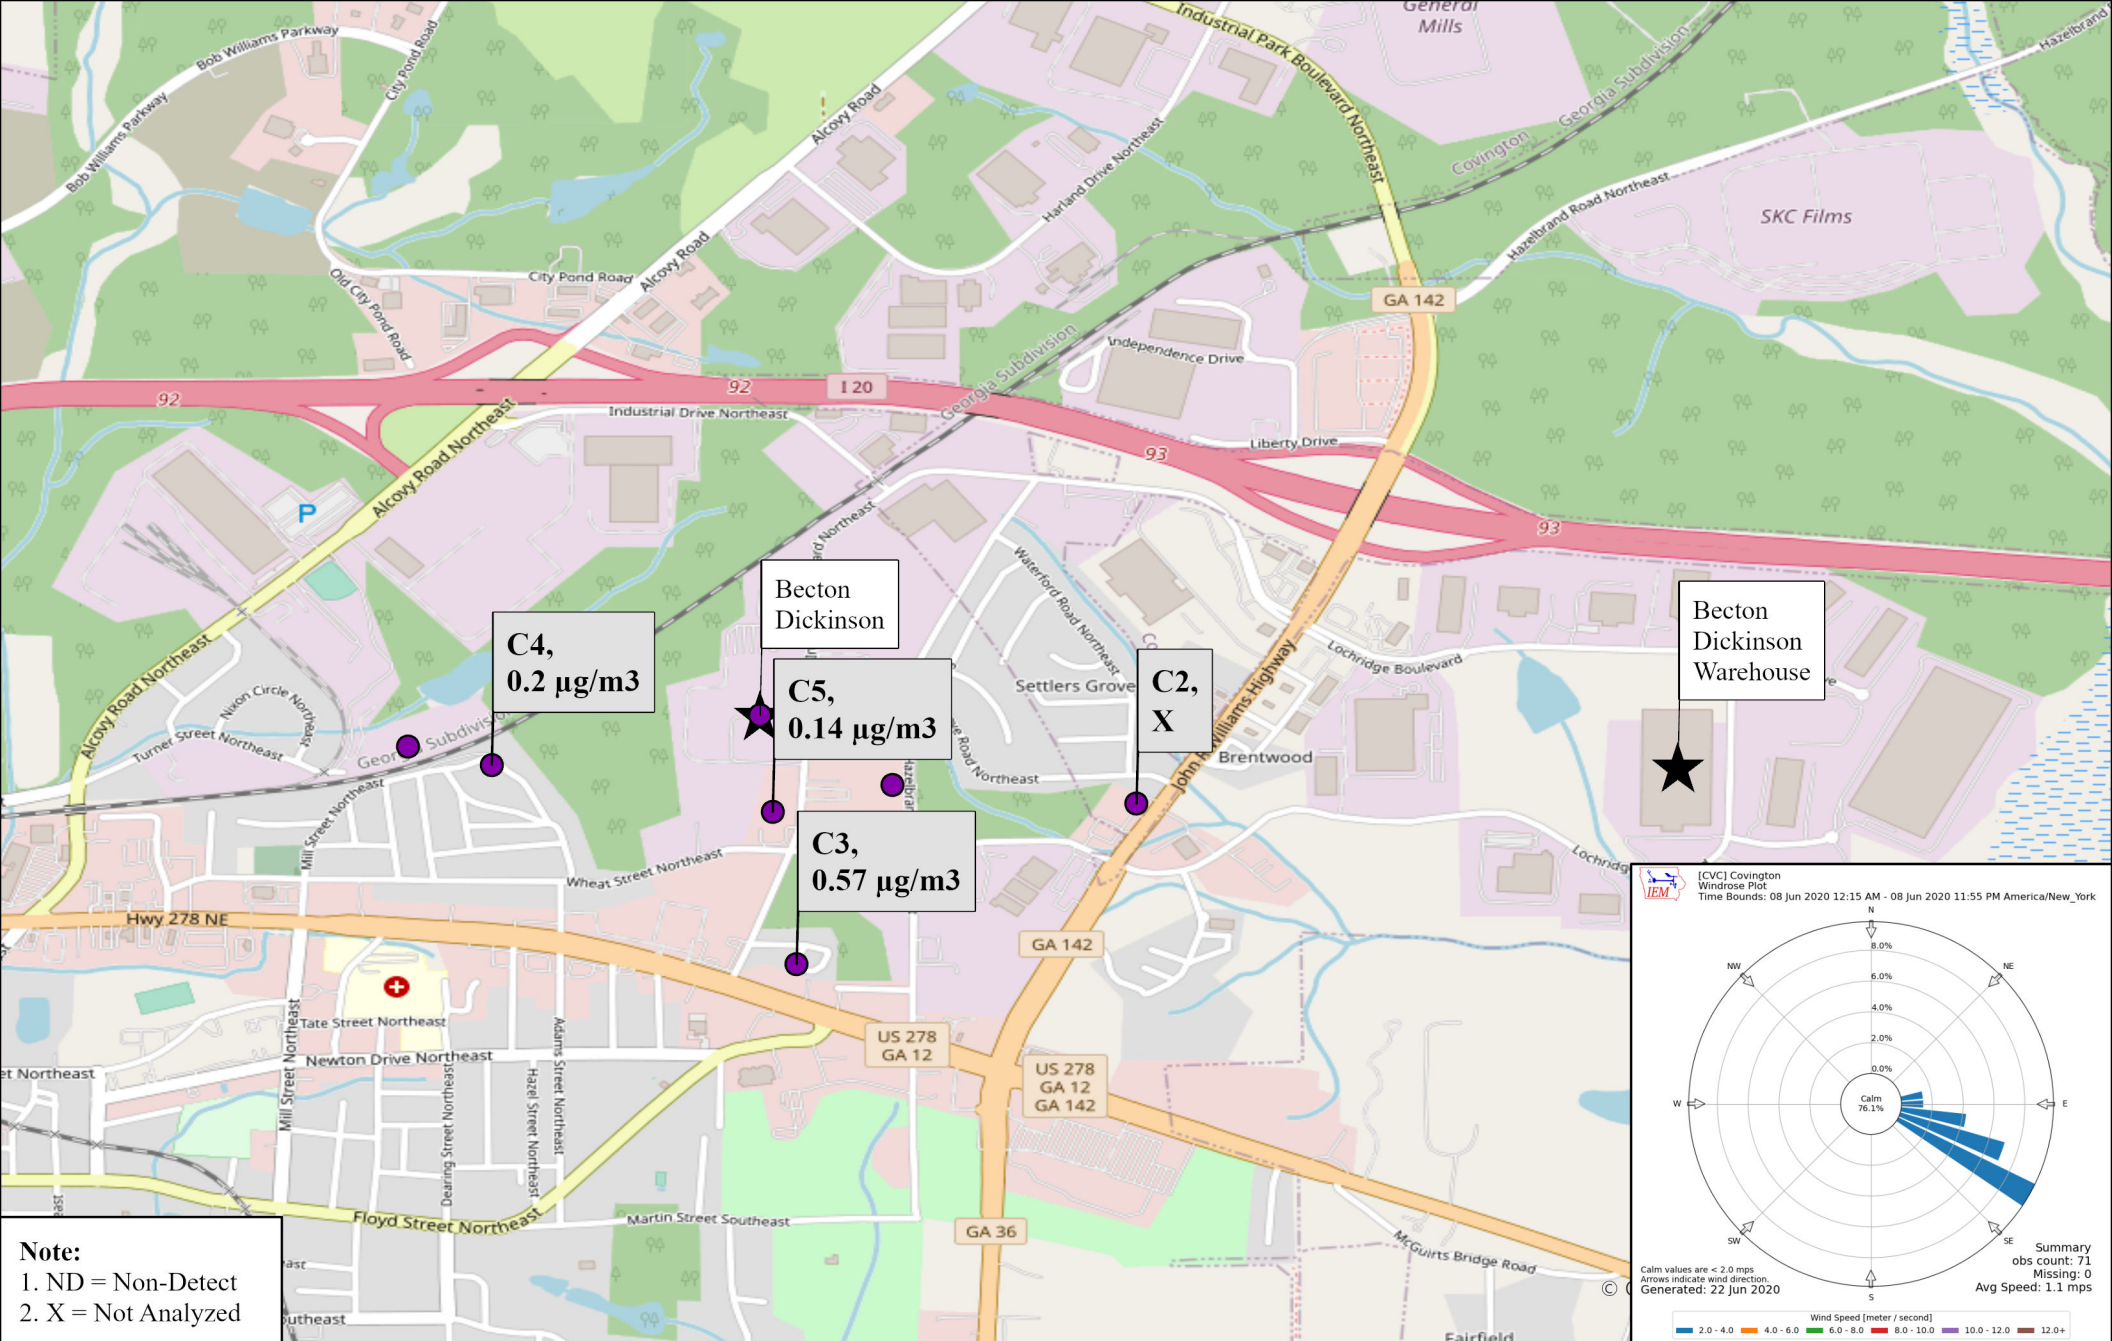 General
Mills
Industrial Park Boulevard Northeast
Bob Williams Parkway
City Pond Road
Alcovy Road
Georgia Subdivision
Hazelbrand
Bob Williams Parkway
Harland Drive Northeast
Covington
Hazelbrand Road Northeast
SKC Films
Alcovy Road
City Pond Road
Old City Pond Road
GA 142
Independence Drive
Georgia Subdivision
92
92
I 20
Industrial Drive Northeast
Liberty Drive
93
93
Alcovy Road Northeast
P
ard Northeast
Waterford Road Northeast
Becton
Dickinson
Becton
Dickinson
Warehouse
C4,
0.2 µg/m3
C5,
0.14 µg/m3
C2,
X
C3,
0.57 µg/m3
Alcovy Road Northeast
Nixon Circle Northeast
Turner Street Northeast
Settlers Grove
Lochridge Boulevard
John R Williams Highway
Brentwood
Mill Street Northeast
Wheat Street Northeast
Hazelbran
Lochridg
Hwy 278 NE
GA 142
Tate Street Northeast
Newton Drive Northeast
et Northeast
US 278
GA 12
US 278
GA 12
GA 142
Mill Street Northeast
Dearing Street Northeast
Hazel Street Northeast
Adams Street Northeast
Floyd Street Northeast
Martin Street Southeast
GA 36
McGuirts Bridge Road
Fairfield
east
outheast
Note:
1. ND = Non-Detect
2. X = Not Analyzed
IEM
[CVC] Covington
Windrose Plot
Time Bounds: 08 Jun 2020 12:15 AM - 08 Jun 2020 11:55 PM America/New_York
N
NW
NE
8.0%
6.0%
4.0%
2.0%
0.0%
Calm
76.1%
W
E
SW
SE
S
Summary
obs count: 71
Missing: 0
Avg Speed: 1.1 mps
Calm values are < 2.0 mps
Arrows indicate wind direction.
Generated: 22 Jun 2020
Wind Speed [meter / second]
2.0 - 4.0
4.0 - 6.0
6.0 - 8.0
8.0 - 10.0
10.0 - 12.0
12.0+